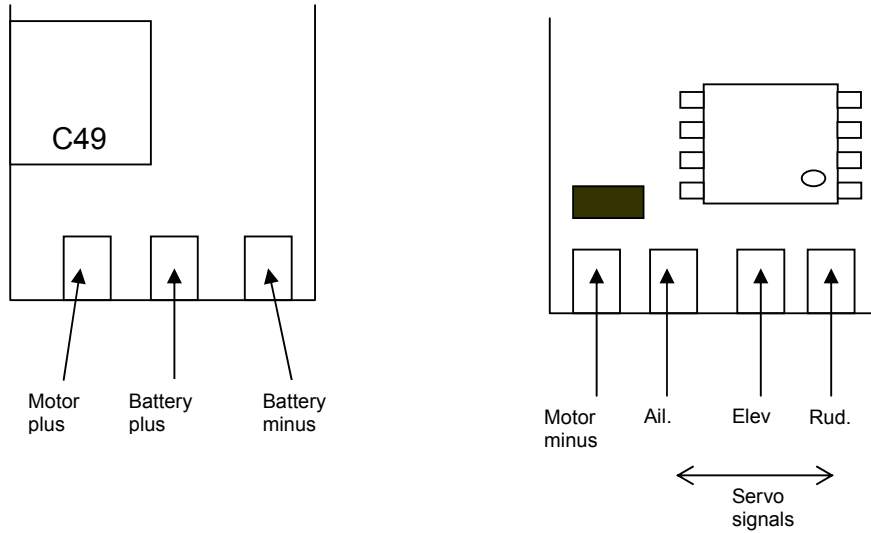 C49
Motor
plus
Battery
plus
Battery
minus
Motor
minus
Ail.
Elev
Rud.
Servo
signals